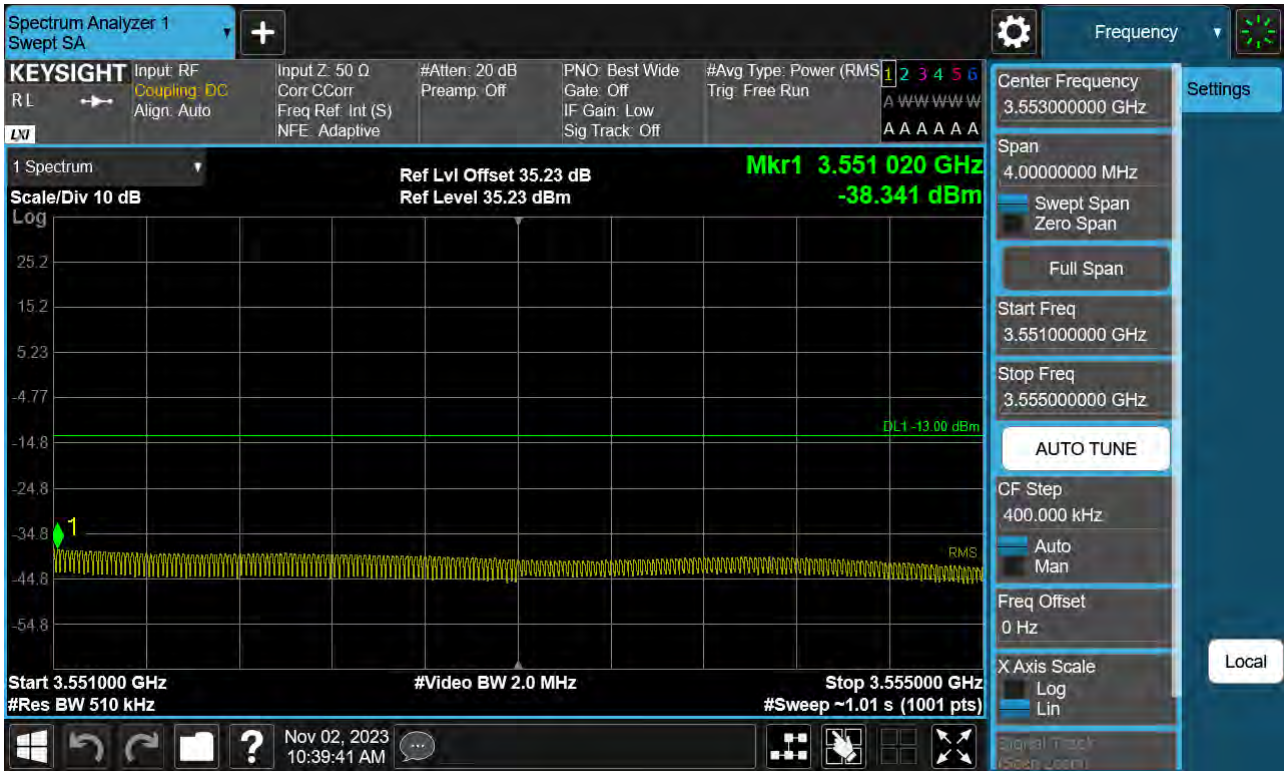 Spectrum Analyzer 1
Swept SA
+
Frequency
KEYSIGHT
RL
LXI
Input: RF
Coupling: DC
Align: Auto
Input Z: 50 Ω
Corr CCorr
Freq Ref: Int (S)
NFE: Adaptive
#Atten: 20 dB
Preamp: Off
PNO: Best Wide
Gate: Off
IF Gain: Low
Sig Track: Off
#Avg Type: Power (RMS
Trig: Free Run
1 2 3 4 5 6
A W W W W W
A A A A A A
1 Spectrum
Scale/Div 10 dB
Log
Ref Lvl Offset 35.23 dB
Ref Level 35.23 dBm
Mkr1 3.551 020 GHz
-38.341 dBm
25.2
15.2
5.23
-4.77
-14.8
-24.8
-34.8
-44.8
-54.8
DL1 -13.00 dBm
1
RMS
Start 3.551000 GHz
#Res BW 510 kHz
#Video BW 2.0 MHz
Stop 3.555000 GHz
#Sweep ~1.01 s (1001 pts)
Center Frequency
3.553000000 GHz
Span
4.00000000 MHz
Swept Span
Zero Span
Full Span
Start Freq
3.551000000 GHz
Stop Freq
3.555000000 GHz
AUTO TUNE
CF Step
400.000 kHz
Auto
Man
Freq Offset
0 Hz
X Axis Scale
Log
Lin
Signal Track
(Span Zoom)
Settings
Local
?
Nov 02, 2023
10:39:41 AM